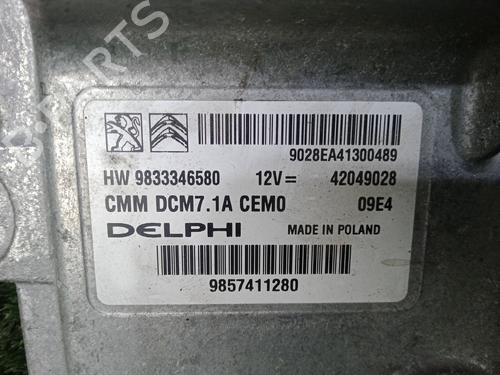 9028EA41300489
HW 9833346580 12V= 42049028
CMM DCM7.1A CEM0 09E4
DELPHI MADE IN POLAND
9857411280